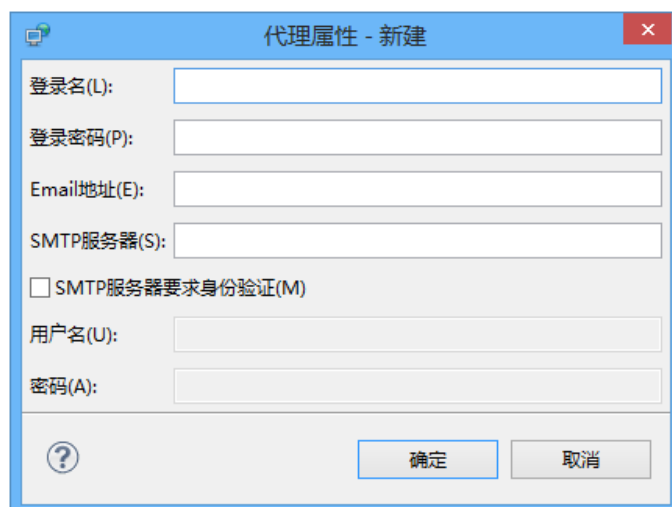 代理属性 - 新建
登录名(L):
登录密码(P):
Email地址(E):
SMTP服务器(S):
SMTP服务器要求身份验证(M)
用户名(U):
密码(A):
确定 取消